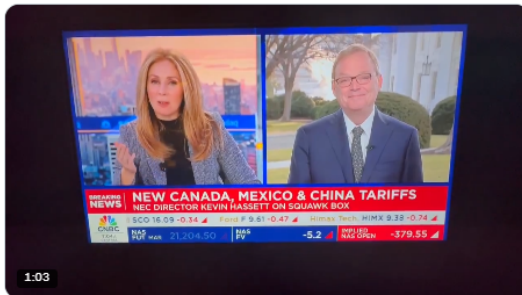 BREAKING
NEWS
NEW CANADA, MEXICO & CHINA TARIFFS
NEC DIRECTOR KEVIN HASSETT ON SQUAWK BOX
CNBC
SCO 16.09 -0.34 Ford F 9.61 -0.47 Himax Tech. HIMX 9.38 -0.74
NAS
FUT MAR 21,204.50
NAS
FV -5.2
IMPLIED
NAS OPEN -379.55
1:03